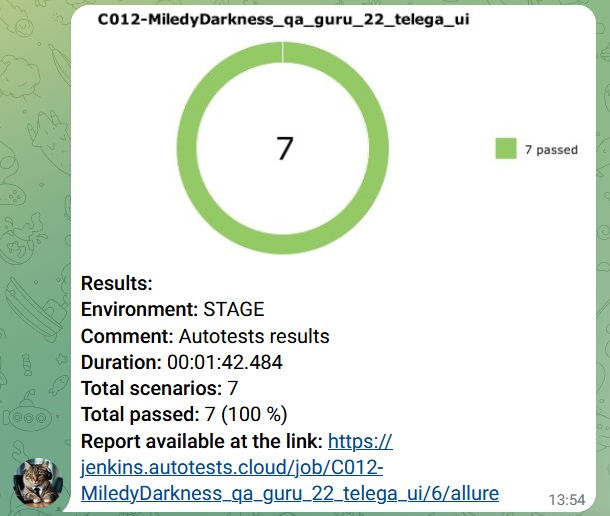 C012-MiledyDarkness_qa_guru_22_telega_ui
7
7 passed
Results:
Environment: STAGE
Comment: Autotests results
Duration: 00:01:42.484
Total scenarios: 7
Total passed: 7 (100 %)
Report available at the link: https://
jenkins.autotests.cloud/job/C012-
MiledyDarkness_qa_guru_22_telega_ui/6/allure
13:54